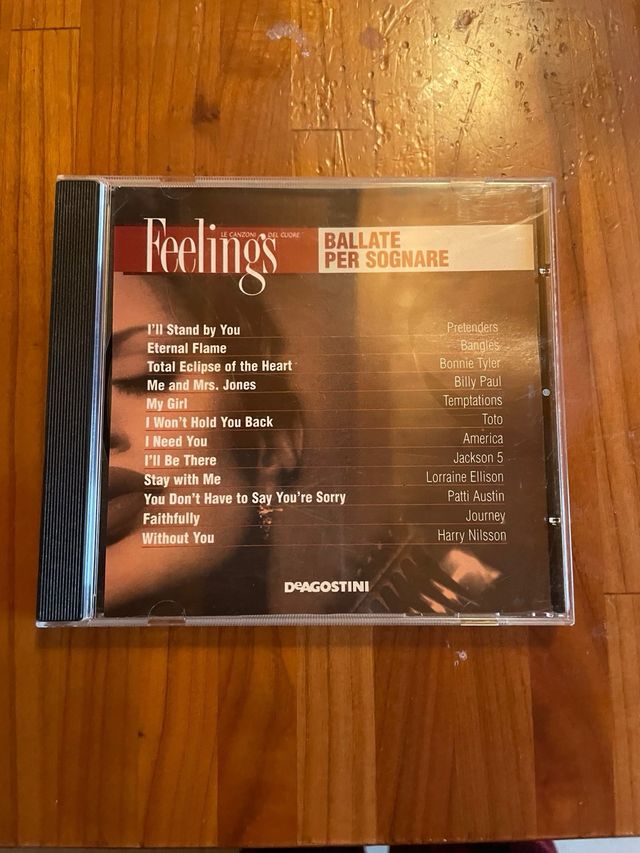 LE CANZONI DEL CUORE
Feelings
BALLATE
PER SOGNARE
I'll Stand by You Pretenders
Eternal Flame Bangles
Total Eclipse of the Heart Bonnie Tyler
Me and Mrs. Jones Billy Paul
My Girl Temptations
I Won't Hold You Back Toto
I Need You America
I'll Be There Jackson 5
Stay with Me Lorraine Ellison
You Don't Have to Say You're Sorry Patti Austin
Faithfully Journey
Without You Harry Nilsson
DeAGOSTINI